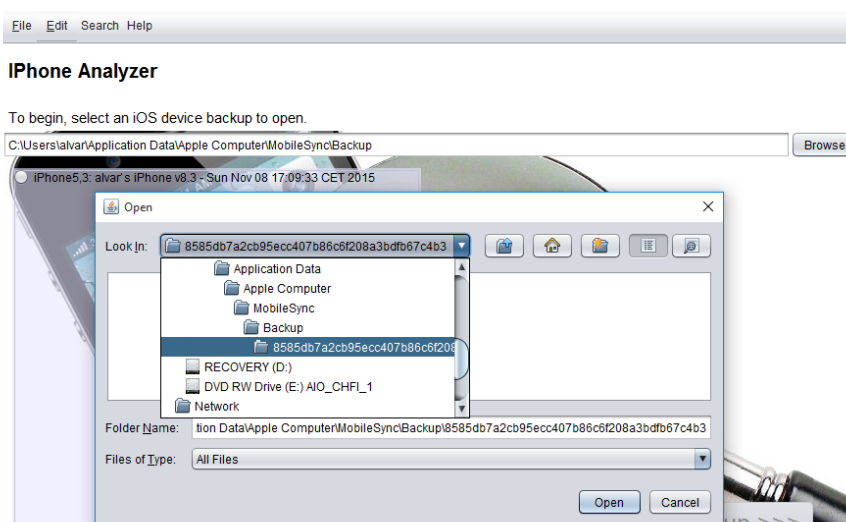 File Edit Search Help
IPhone Analyzer
To begin, select an iOS device backup to open.
C:\Users\alvar\Application Data\Apple Computer\MobileSync\Backup Browse
iPhone5,3: alvar's iPhone v8.3 - Sun Nov 08 17:09:33 CET 2015
Open
Look In: 8585db7a2cb95ecc407b86c6f208a3bdfb67c4b3
Application Data
Apple Computer
MobileSync
Backup
8585db7a2cb95ecc407b86c6f208
RECOVERY (D:)
DVD RW Drive (E:) AIO_CHFI_1
Network
Folder Name: tion Data\Apple Computer\MobileSync\Backup\8585db7a2cb95ecc407b86c6f208a3bdfb67c4b3
Files of Type: All Files
Open Cancel